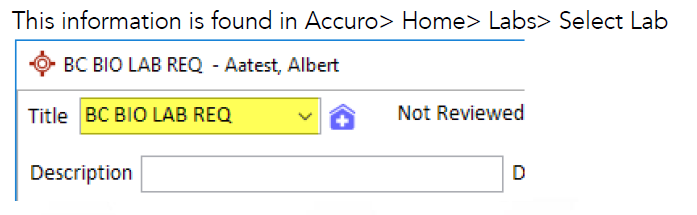 This information is found in Accuro> Home> Labs> Select Lab
BC BIO LAB REQ - Aatest, Albert
Title BC BIO LAB REQ Not Reviewed
Description D